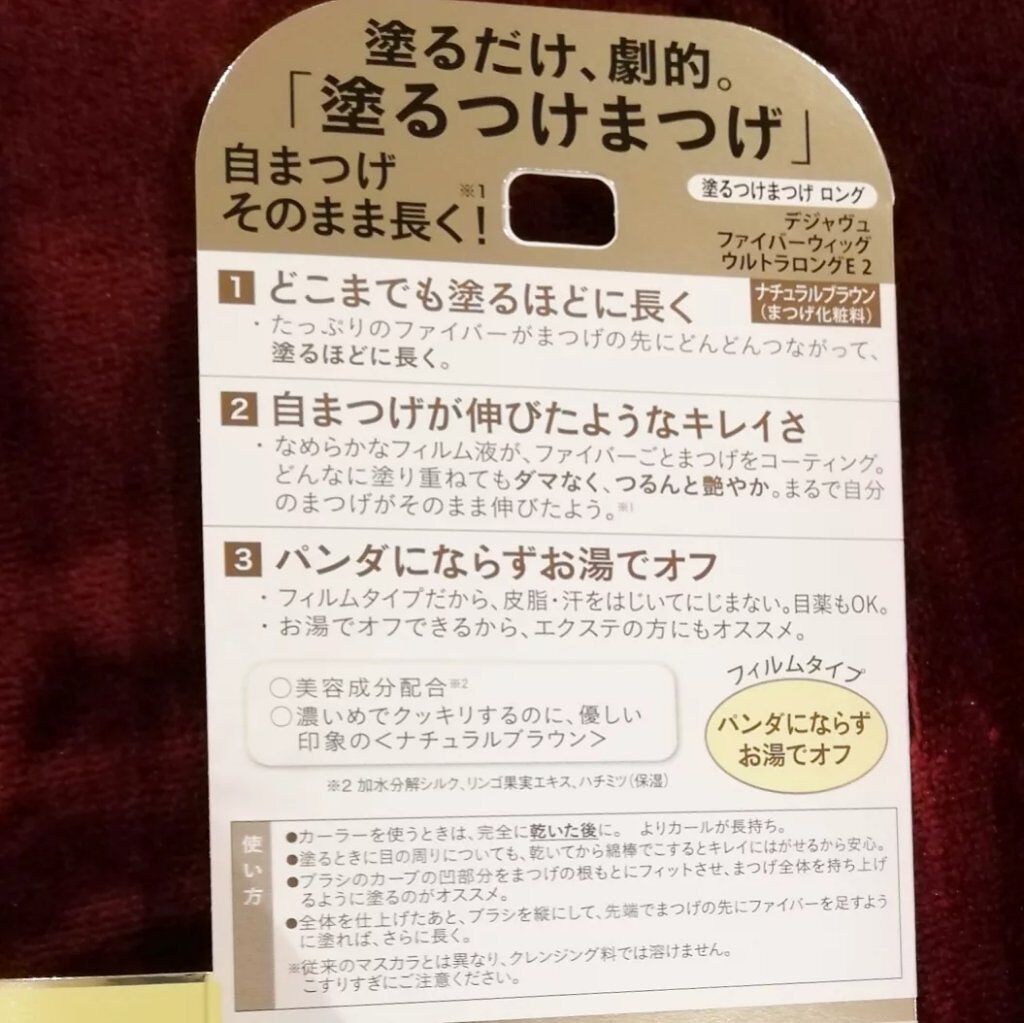 塗るだけ、劇的。
「塗るつけまつげ」
自まつげ
そのまま長く!※1
塗るつけまつげ ロング
デジャヴュ
ファイバーウィッグ
ウルトラロングE 2
ナチュラルブラウン
(まつげ化粧料)
1 どこまでも塗るほどに長く
・たっぷりのファイバーがまつげの先にどんどんつながって、
塗るほどに長く。
2 自まつげが伸びたようなキレイさ
・なめらかなフィルム液が、ファイバーごとまつげをコーティング。
どんなに塗り重ねてもダマなく、つるんと艶やか。まるで自分
のまつげがそのまま伸びたよう。※1
3 パンダにならずお湯でオフ
・フィルムタイプだから、皮脂・汗をはじいてにじまない。目薬もOK。
・お湯でオフできるから、エクステの方にもオススメ。
○美容成分配合※2
○濃いめでクッキリするのに、優しい
印象の<ナチュラルブラウン>
フィルムタイプ
パンダにならず
お湯でオフ
※2 加水分解シルク、リンゴ果実エキス、ハチミツ(保湿)
使い方
●カーラーを使うときは、完全に乾いた後に。 よりカールが長持ち。
●塗るときに目の周りについても、乾いてから綿棒でこするとキレイにはがせるから安心。
●ブラシのカーブの凹部分をまつげの根もとにフィットさせ、まつげ全体を持ち上げ
るように塗るのがオススメ。
●全体を仕上げたあと、ブラシを縦にして、先端でまつげの先にファイバーを足すよう
に塗れば、さらに長く。
※従来のマスカラとは異なり、クレンジング料では溶けません。
こすりすぎにご注意ください。